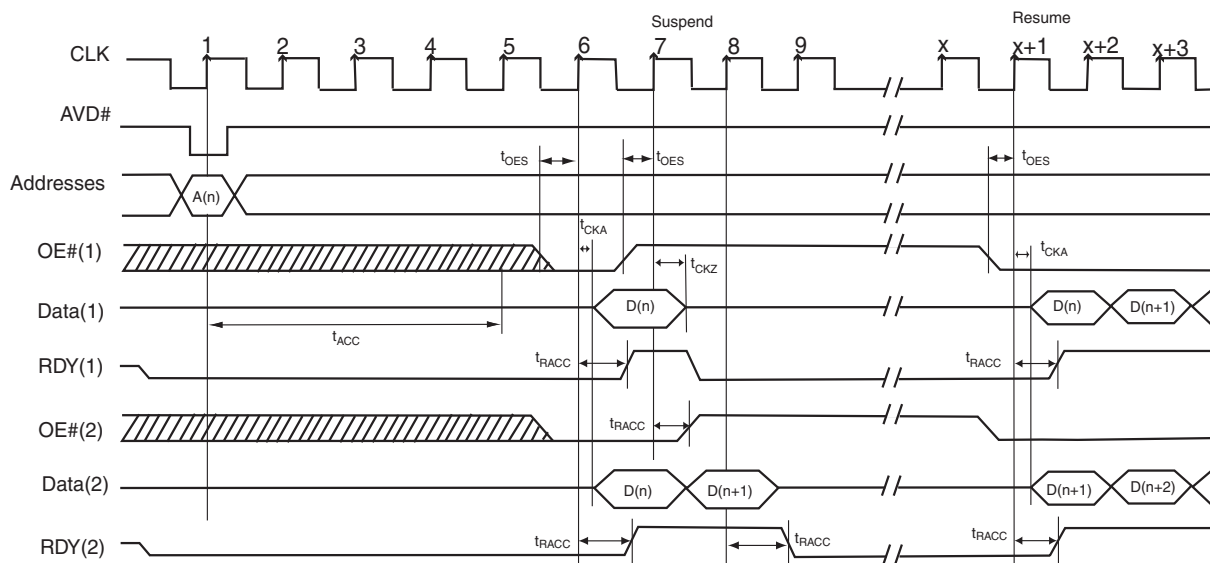 Suspend Resume
CLK 1 2 3 4 5 6 7 8 9 x x+1 x+2 x+3
AVD#
tOES tOES tOES
Addresses A(n)
tCKA
OE#(1) tCKZ tCKA
Data(1) D(n) D(n) D(n+1)
tACC
RDY(1) tRACC tRACC
OE#(2) tRACC
Data(2) D(n) D(n+1) D(n+1) D(n+2)
RDY(2) tRACC tRACC tRACC